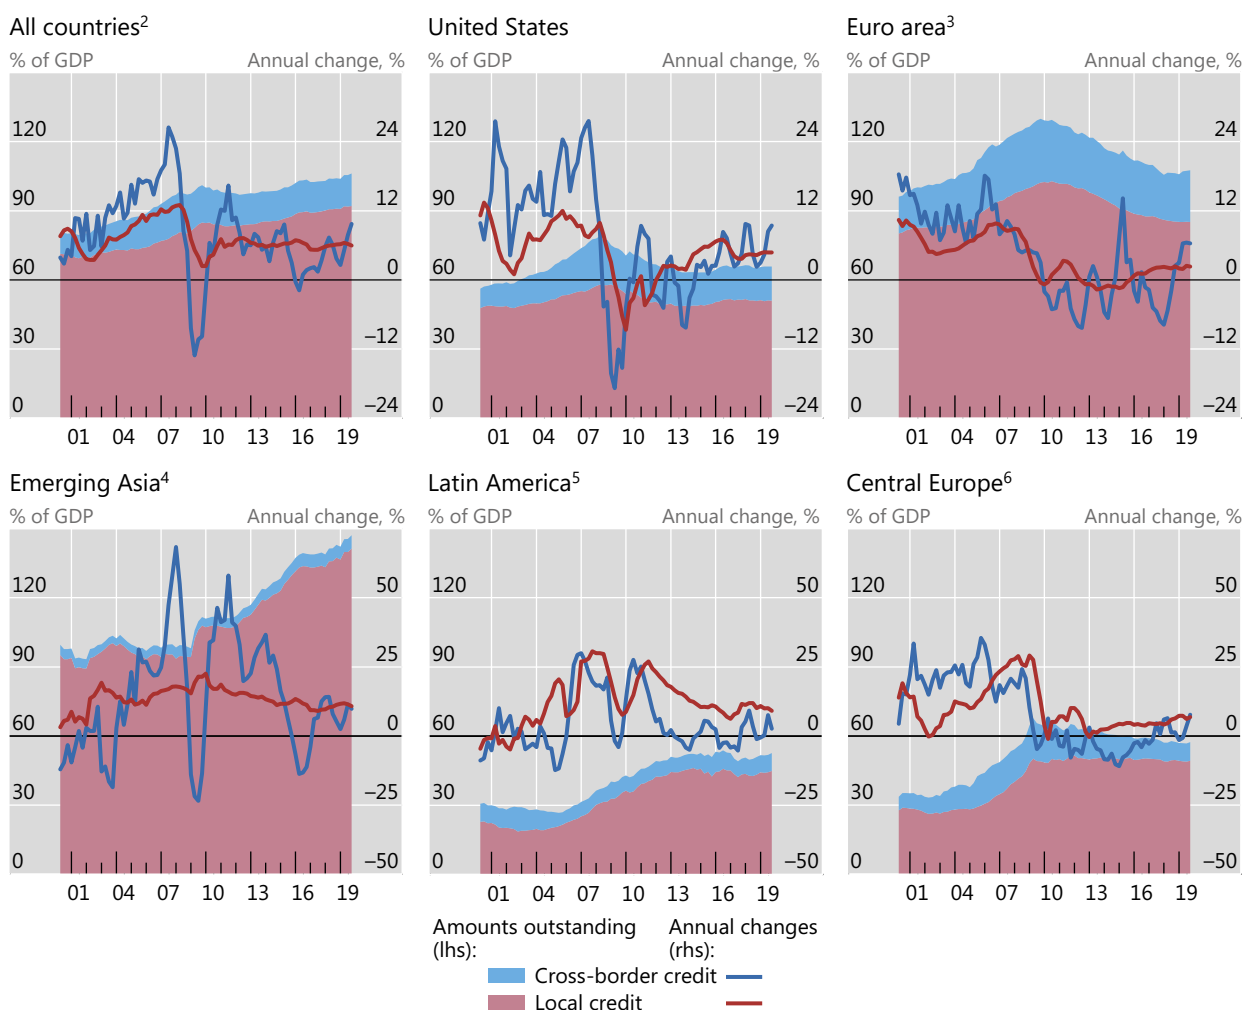 All countries²
% of GDP Annual change, %
120 24
90 12
60 0
30 –12
0 –24
01 04 07 10 13 16 19
United States
% of GDP Annual change, %
120 24
90 12
60 0
30 –12
0 –24
01 04 07 10 13 16 19
Euro area³
% of GDP Annual change, %
120 24
90 12
60 0
30 –12
0 –24
01 04 07 10 13 16 19
Emerging Asia⁴
% of GDP Annual change, %
120 50
90 25
60 0
30 –25
0 –50
01 04 07 10 13 16 19
Latin America⁵
% of GDP Annual change, %
120 50
90 25
60 0
30 –25
0 –50
01 04 07 10 13 16 19
Central Europe⁶
% of GDP Annual change, %
120 50
90 25
60 0
30 –25
0 –50
01 04 07 10 13 16 19
Amounts outstanding Annual changes
(lhs): (rhs):
Cross-border credit
Local credit